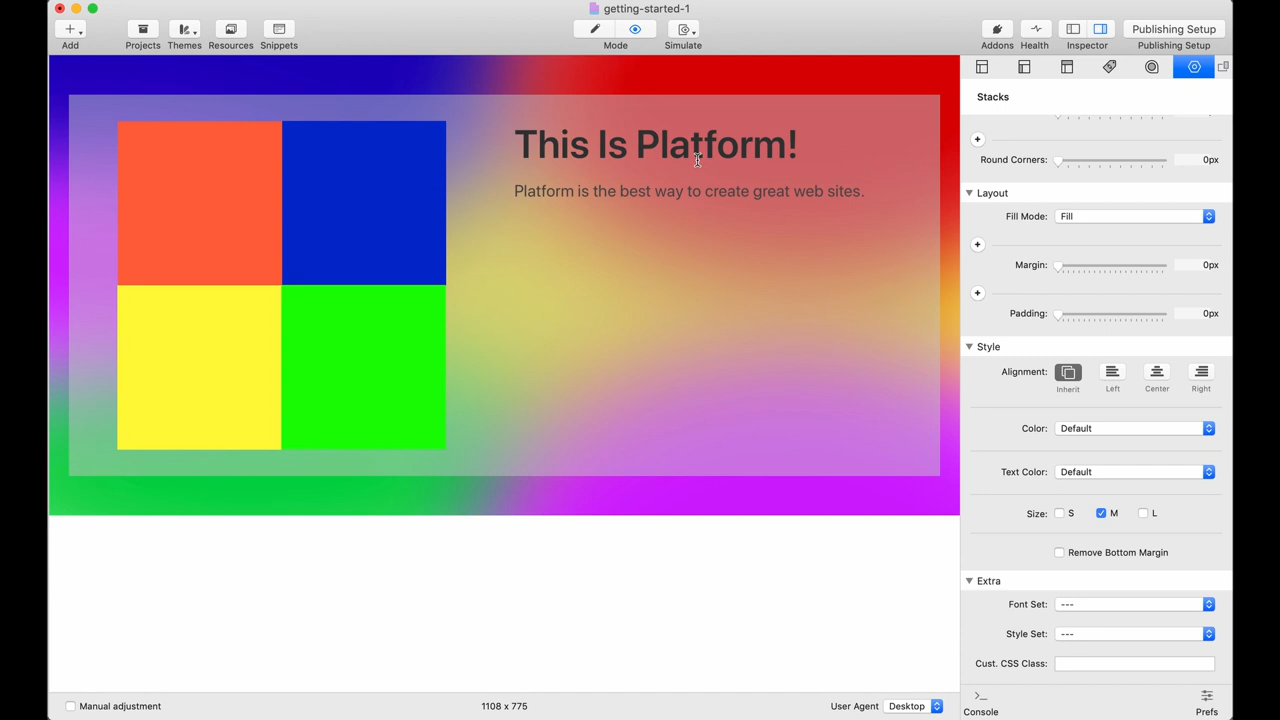 getting-started-1
Add
Projects
Themes
Resources
Snippets
Mode
Simulate
Addons
Health
Inspector
Publishing Setup
Publishing Setup
Stacks
Round Corners: 0px
Layout
Fill Mode: Fill
Margin: 0px
Padding: 0px
Style
Alignment: Inherit Left Center Right
Color: Default
Text Color: Default
Size: S M L
Remove Bottom Margin
Extra
Font Set: ---
Style Set: ---
Cust. CSS Class:
Console
Prefs
This Is Platform!
Platform is the best way to create great web sites.
Manual adjustment
1108 x 775
User Agent Desktop